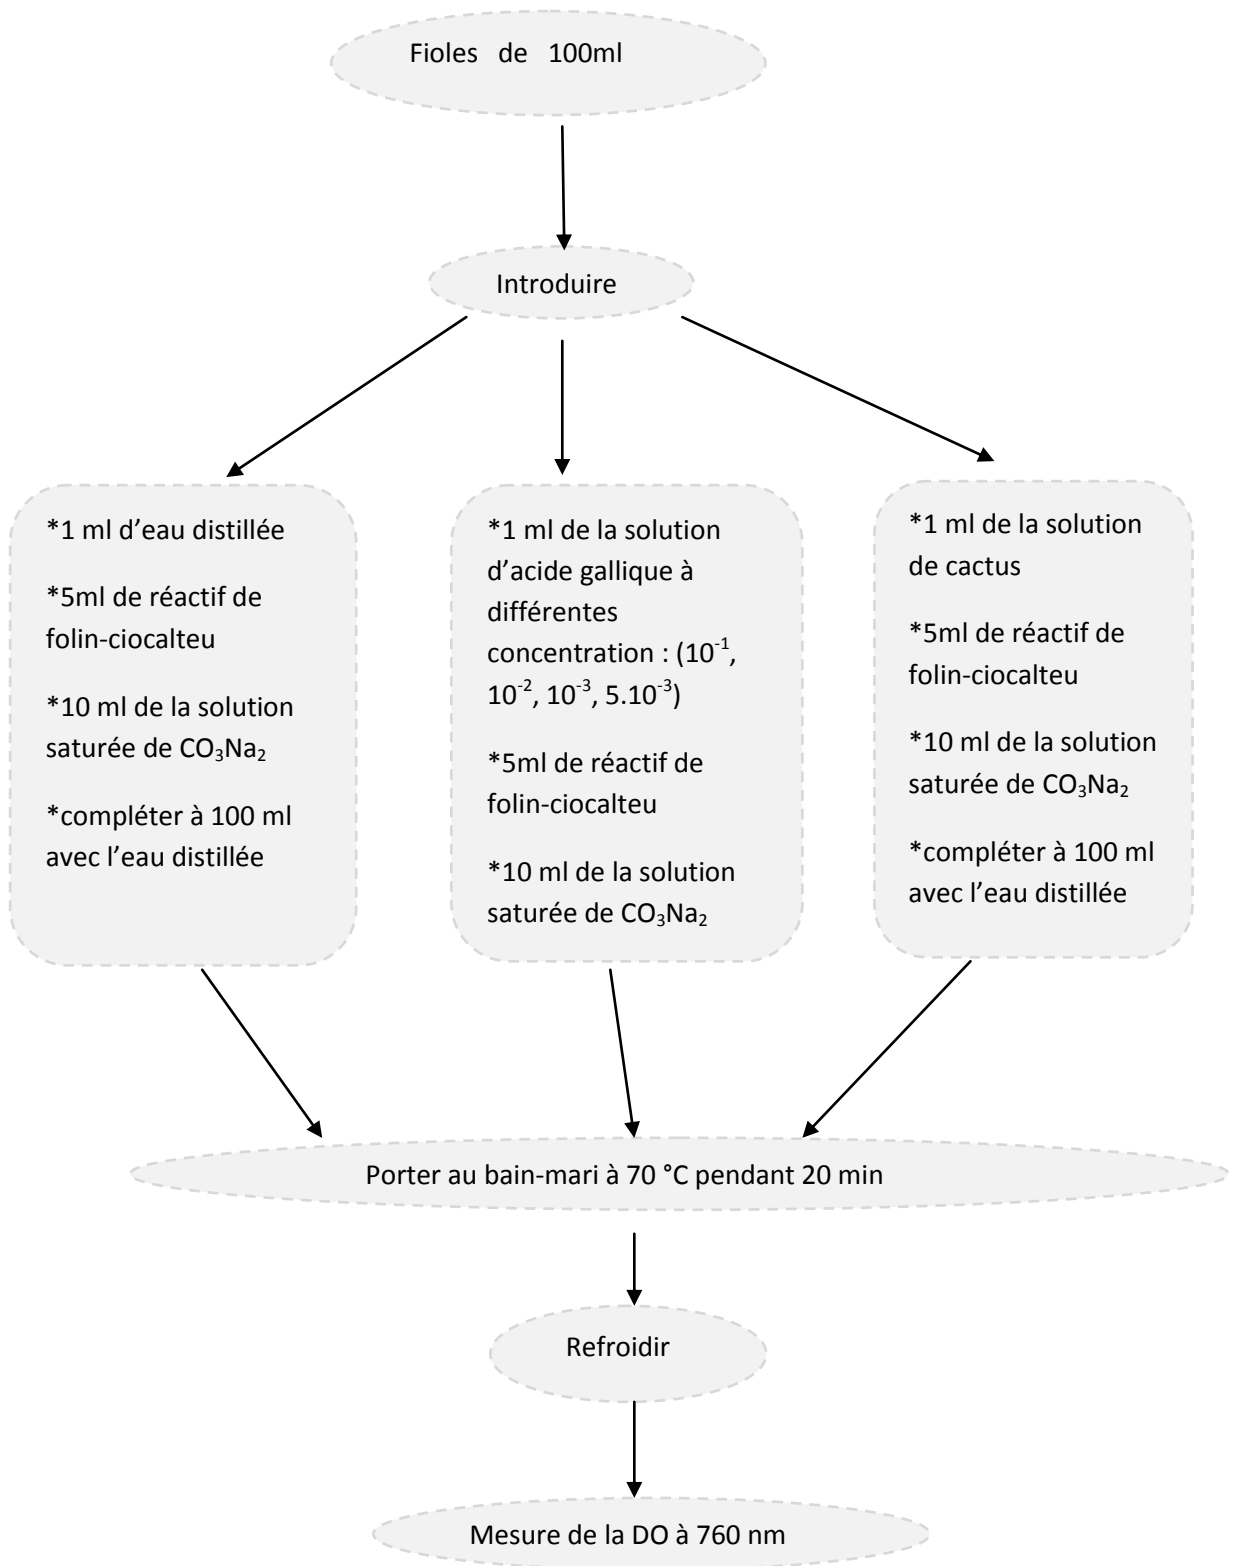 Fioles de 100ml
Introduire
*1 ml d’eau distillée
*5ml de réactif de
folin-ciocalteu
*10 ml de la solution
saturée de CO₃Na₂
*compléter à 100 ml
avec l’eau distillée
*1 ml de la solution
d’acide gallique à
différentes
concentration : (10⁻¹,
10⁻², 10⁻³, 5.10⁻³)
*5ml de réactif de
folin-ciocalteu
*10 ml de la solution
saturée de CO₃Na₂
*1 ml de la solution
de cactus
*5ml de réactif de
folin-ciocalteu
*10 ml de la solution
saturée de CO₃Na₂
*compléter à 100 ml
avec l’eau distillée
Porter au bain-mari à 70 °C pendant 20 min
Refroidir
Mesure de la DO à 760 nm